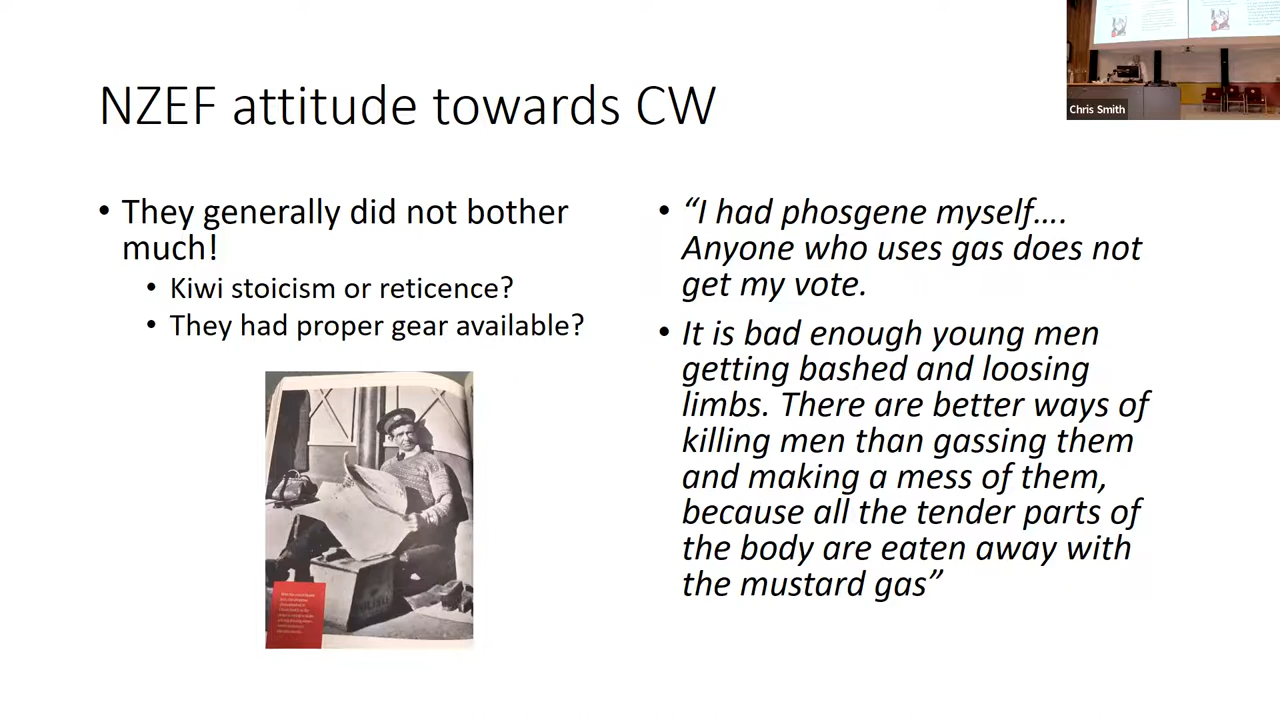 NZEF attitude towards CW
Chris Smith
• They generally did not bother
much!
• Kiwi stoicism or reticence?
• They had proper gear available?
• “I had phosgene myself….
Anyone who uses gas does not
get my vote.
• It is bad enough young men
getting bashed and loosing
limbs. There are better ways of
killing men than gassing them
and making a mess of them,
because all the tender parts of
the body are eaten away with
the mustard gas”